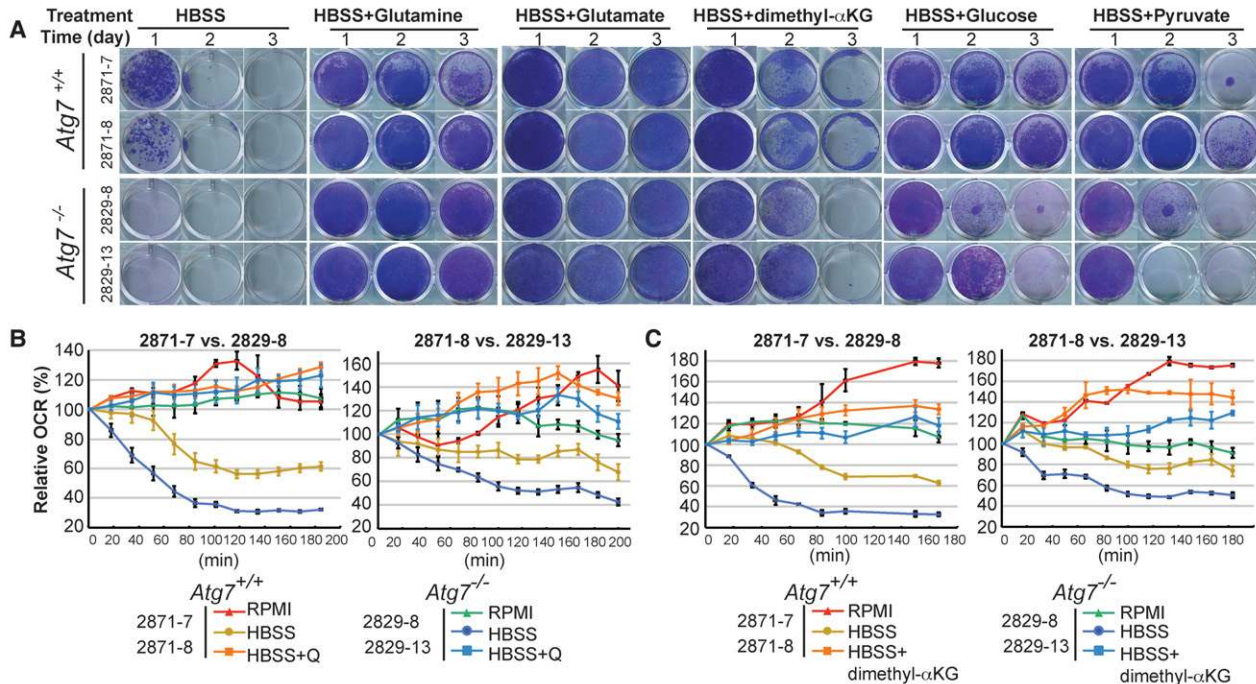 A
Treatment HBSS HBSS+Glutamine HBSS+Glutamate HBSS+dimethyl-αKG HBSS+Glucose HBSS+Pyruvate
Time (day) 1 2 3 1 2 3 1 2 3 1 2 3 1 2 3 1 2 3
Atg7 +/+
2871-7
2871-8
Atg7 -/-
2829-8
2829-13
B
2871-7 vs. 2829-8
Relative OCR (%)
140
120
100
80
60
40
20
0 20 40 60 80 100 120 140 160 180 200
(min)
2871-8 vs. 2829-13
160
140
120
100
80
60
40
20
0 20 40 60 80 100 120 140 160 180 200
(min)
Atg7+/+
2871-7
2871-8
RPMI
HBSS
HBSS+Q
Atg7-/-
2829-8
2829-13
RPMI
HBSS
HBSS+Q
C
2871-7 vs. 2829-8
180
160
140
120
100
80
60
40
20
0 20 40 60 80 100 120 140 160 180
(min)
2871-8 vs. 2829-13
180
160
140
120
100
80
60
40
20
0 20 40 60 80 100 120 140 160 180
(min)
Atg7+/+
2871-7
2871-8
RPMI
HBSS
HBSS+
dimethyl-αKG
Atg7-/-
2829-8
2829-13
RPMI
HBSS
HBSS+
dimethyl-αKG